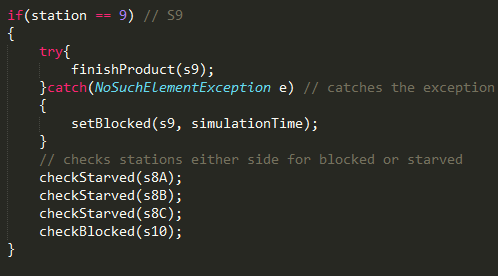 if(station == 9) // S9
{
try{
finishProduct(s9);
}catch(NoSuchElementException e) // catches the exception
{
setBlocked(s9, simulationTime);
}
// checks stations either side for blocked or starved
checkStarved(s8A);
checkStarved(s8B);
checkStarved(s8C);
checkBlocked(s10);
}